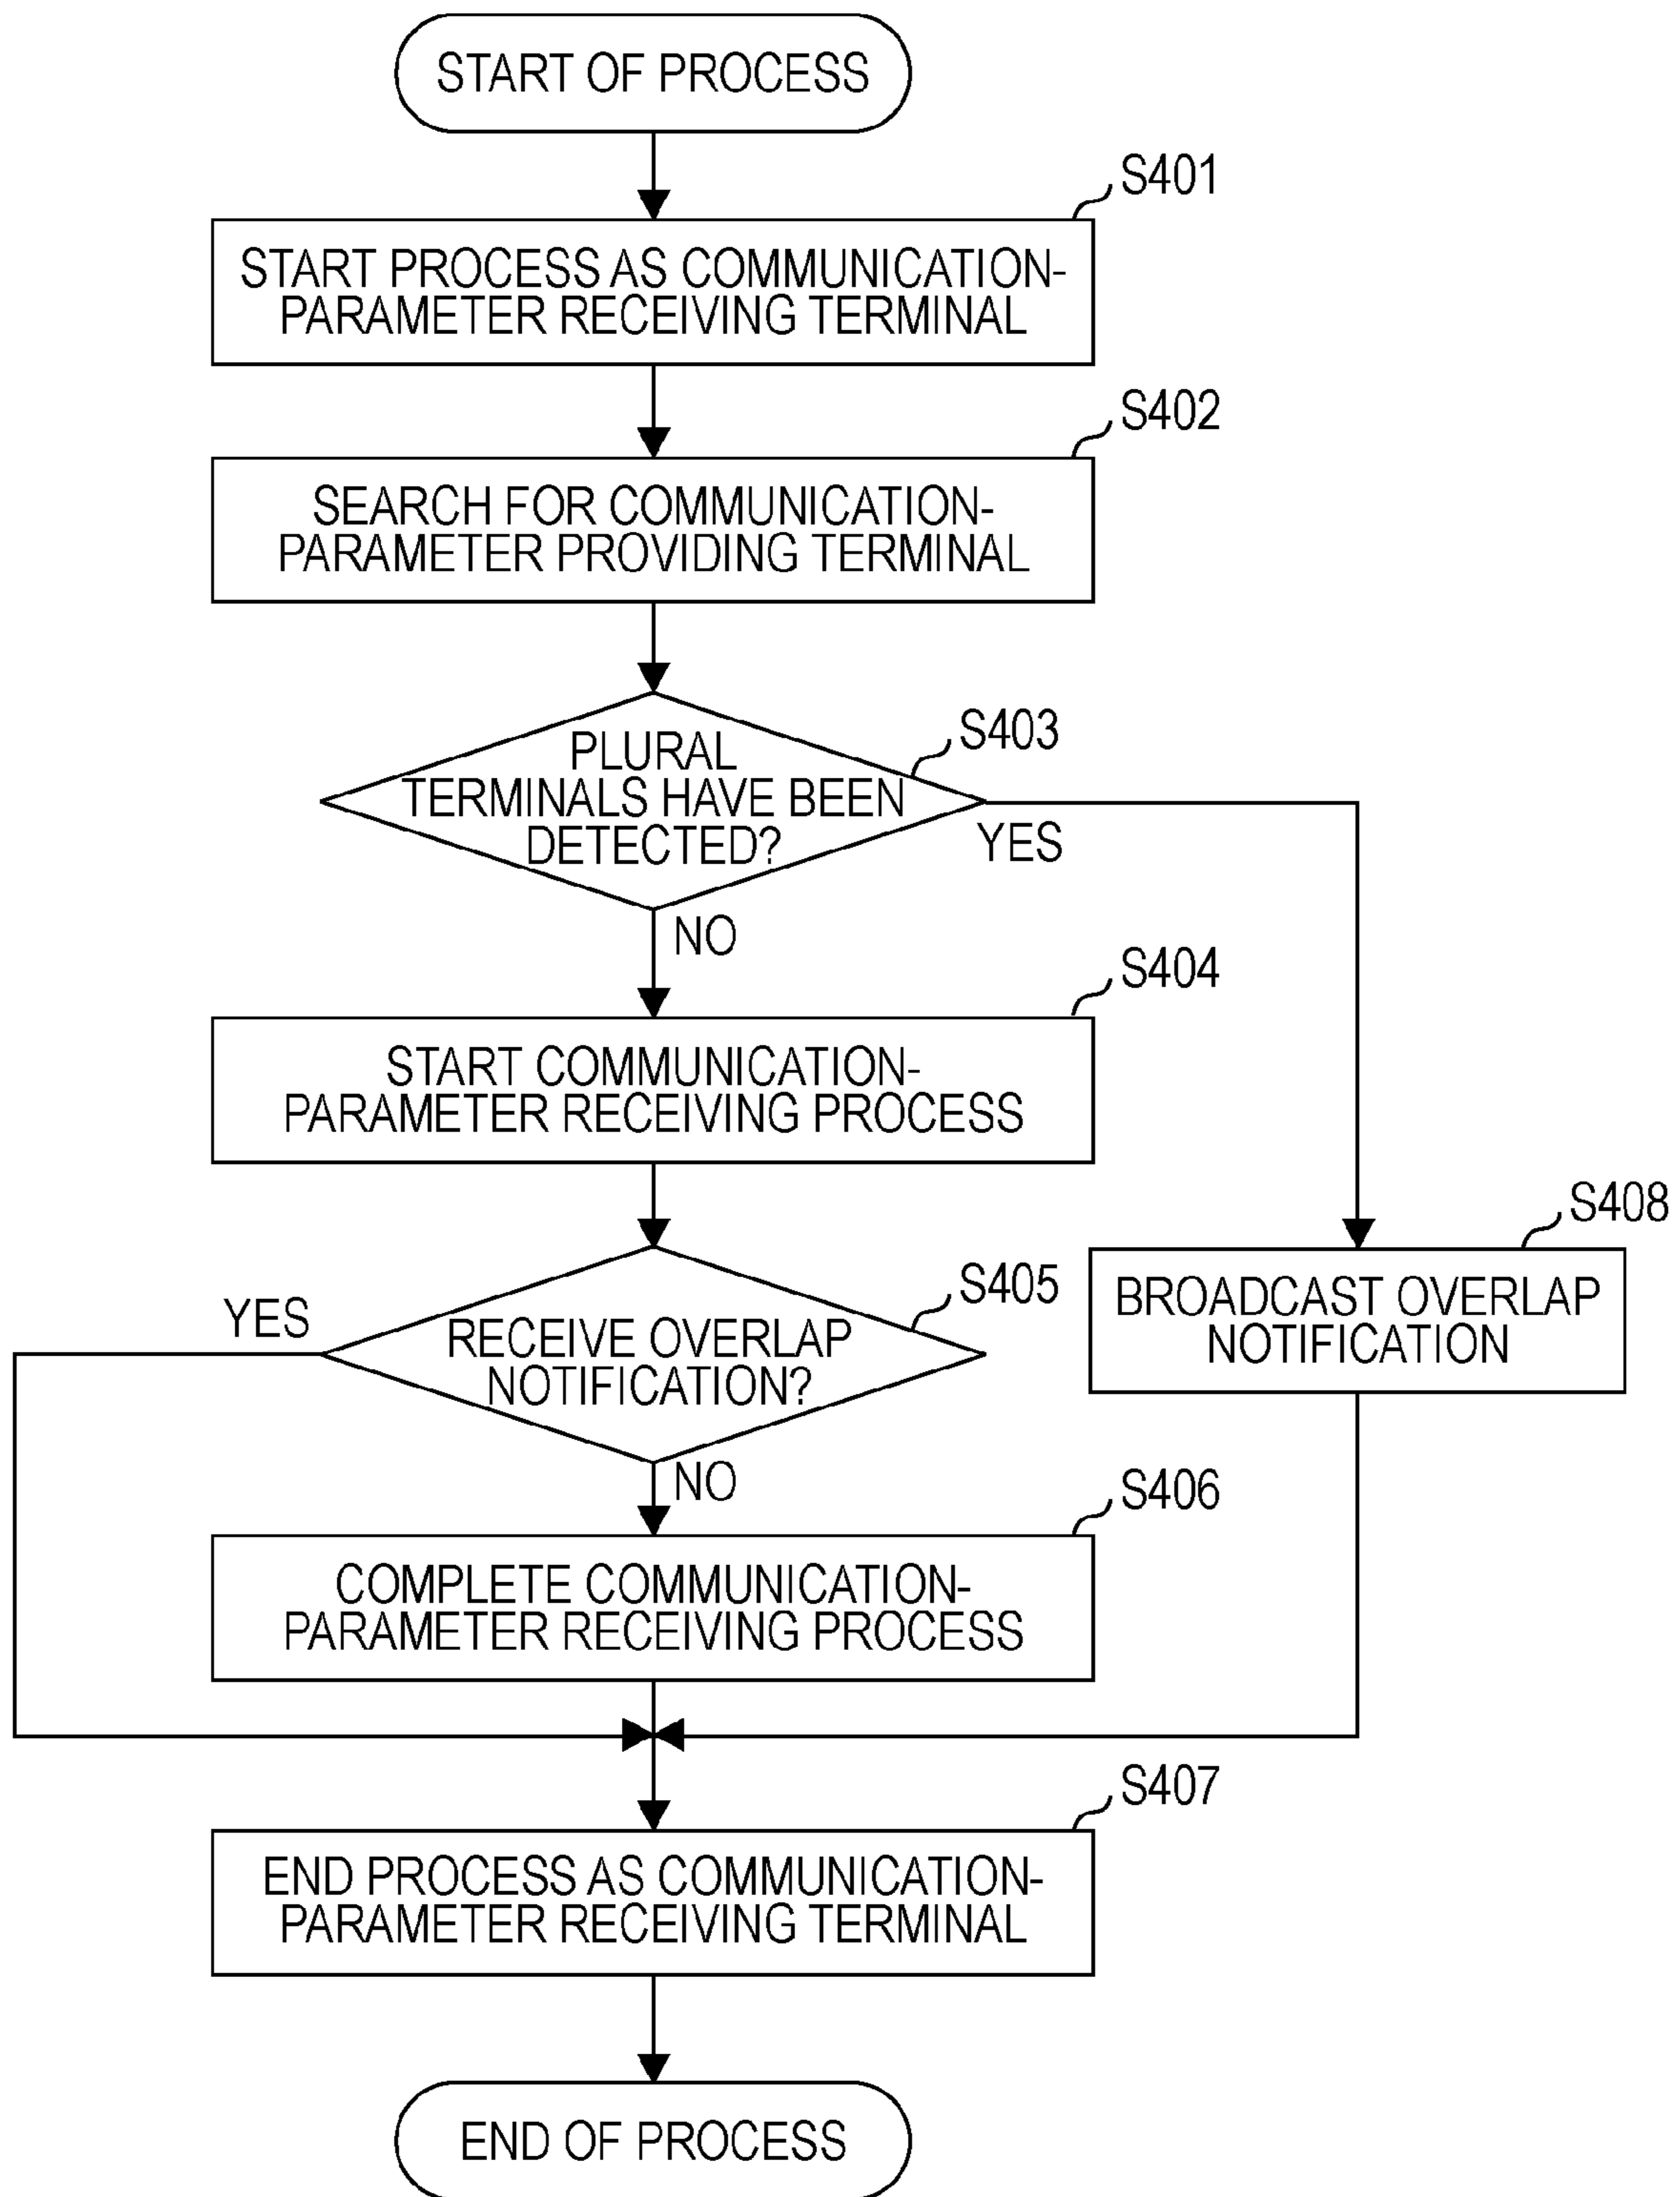 START OF PROCESS
S401
START PROCESS AS COMMUNICATION-
PARAMETER RECEIVING TERMINAL
S402
SEARCH FOR COMMUNICATION-
PARAMETER PROVIDING TERMINAL
S403
PLURAL
TERMINALS HAVE BEEN
DETECTED?
YES
NO
S404
START COMMUNICATION-
PARAMETER RECEIVING PROCESS
S408
BROADCAST OVERLAP
NOTIFICATION
S405
YES
RECEIVE OVERLAP
NOTIFICATION?
NO
S406
COMPLETE COMMUNICATION-
PARAMETER RECEIVING PROCESS
S407
END PROCESS AS COMMUNICATION-
PARAMETER RECEIVING TERMINAL
END OF PROCESS